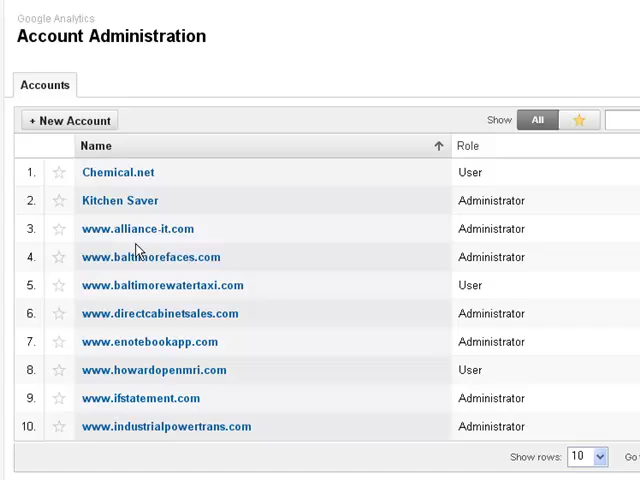 Google Analytics
Account Administration
Accounts
+ New Account
Show All
Name Role
1. Chemical.net User
2. Kitchen Saver Administrator
3. www.alliance-it.com Administrator
4. www.baltimorefaces.com Administrator
5. www.baltimorewatertaxi.com User
6. www.directcabinetsales.com Administrator
7. www.enotebookapp.com Administrator
8. www.howardopenmri.com User
9. www.ifstatement.com Administrator
10. www.industrialpowertrans.com Administrator
Show rows: 10 Go